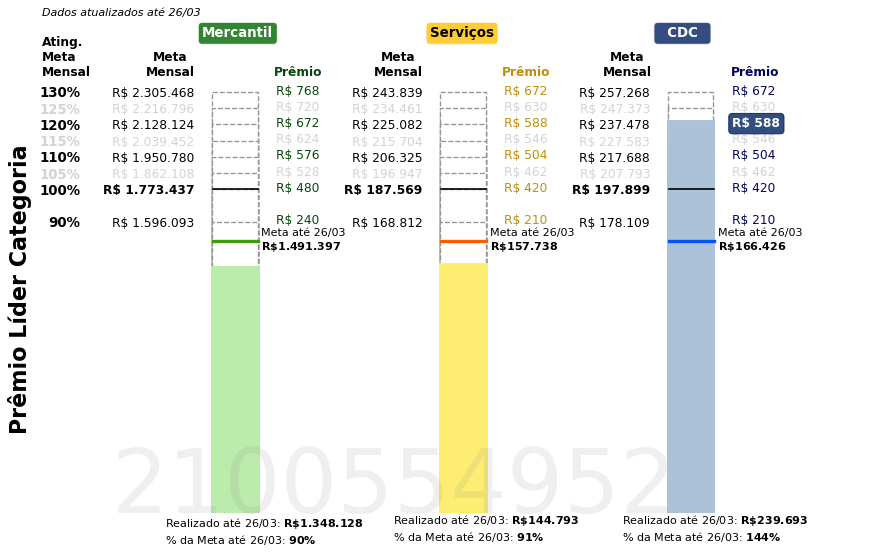 Dados atualizados até 26/03
Mercantil Serviços CDC
Ating. Meta Mensal
Meta Mensal Prêmio Meta Mensal Prêmio Meta Mensal Prêmio
130% R$ 2.305.468 R$ 768 R$ 243.839 R$ 672 R$ 257.268 R$ 672
125% R$ 2.216.796 R$ 720 R$ 234.461 R$ 630 R$ 247.373 R$ 630
120% R$ 2.128.124 R$ 672 R$ 225.082 R$ 588 R$ 237.478 R$ 588
115% R$ 2.039.452 R$ 624 R$ 215.704 R$ 546 R$ 227.583 R$ 546
110% R$ 1.950.780 R$ 576 R$ 206.325 R$ 504 R$ 217.688 R$ 504
105% R$ 1.862.108 R$ 528 R$ 196.947 R$ 462 R$ 207.793 R$ 462
100% R$ 1.773.437 R$ 480 R$ 187.569 R$ 420 R$ 197.899 R$ 420
90% R$ 1.596.093 R$ 240 R$ 168.812 R$ 210 R$ 178.109 R$ 210
Meta até 26/03 Meta até 26/03 Meta até 26/03
R$1.491.397 R$157.738 R$166.426
Prêmio Líder Categoria
2100554952
Realizado até 26/03: R$1.348.128 Realizado até 26/03: R$144.793 Realizado até 26/03: R$239.693
% da Meta até 26/03: 90% % da Meta até 26/03: 91% % da Meta até 26/03: 144%